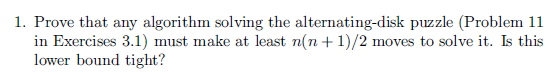 1. Prove that any algorithm solving the alternating-disk puzzle (Problem 11
in Exercises 3.1) must make at least n(n + 1)/2 moves to solve it. Is this
lower bound tight?